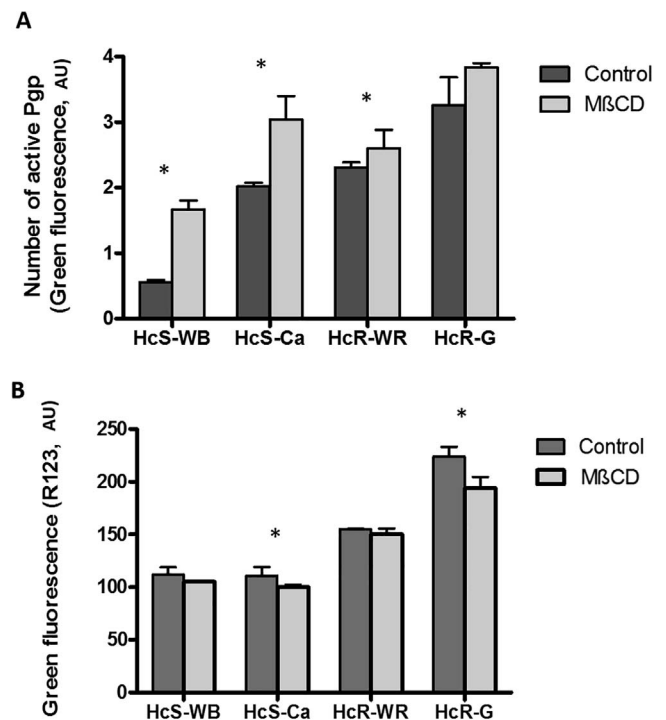 A
Number of active Pgp
(Green fluorescence, AU)
4
3
2
1
0
*
*
*
HcS-WB
HcS-Ca
HcR-WR
HcR-G
Control
MßCD
B
Green fluorescence (R123, AU)
250
200
150
100
50
0
*
*
HcS-WB
HcS-Ca
HcR-WR
HcR-G
Control
MßCD